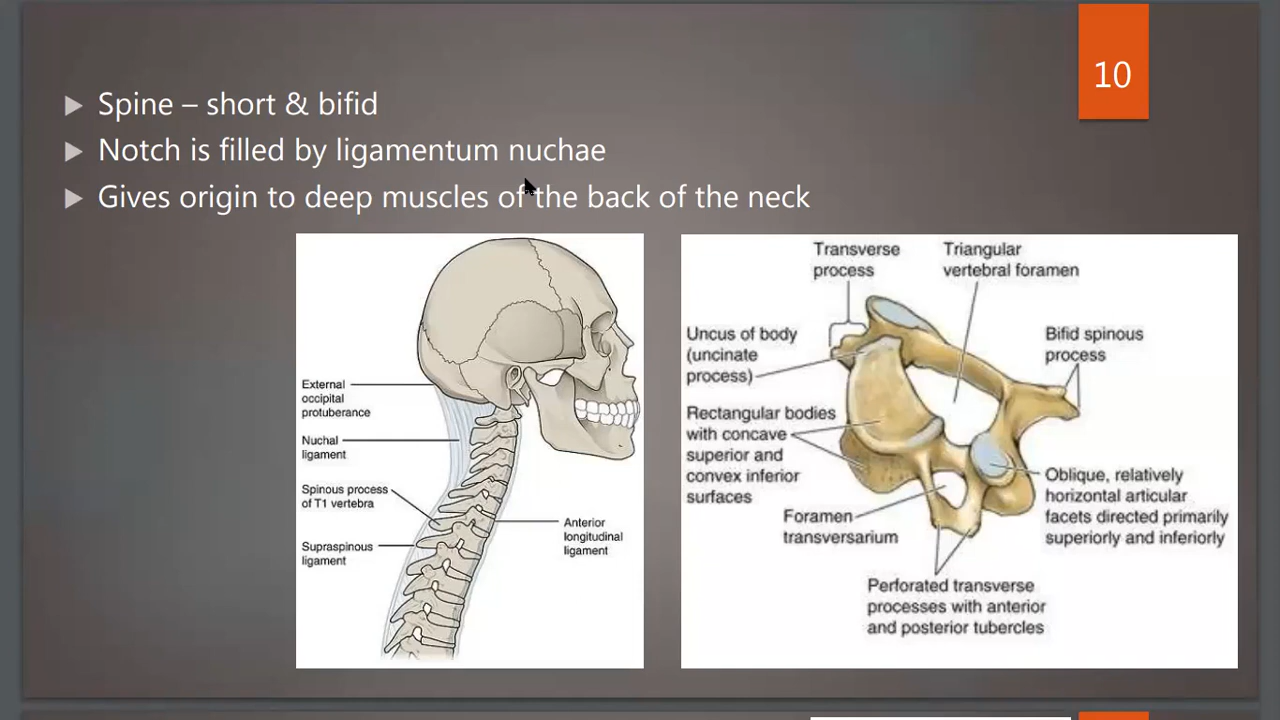 10
Spine – short & bifid
Notch is filled by ligamentum nuchae
Gives origin to deep muscles of the back of the neck
External
occipital
protuberance
Nuchal
ligament
Spinous process
of T1 vertebra
Supraspinous
ligament
Anterior
longitudinal
ligament
Transverse
process
Triangular
vertebral foramen
Uncus of body
(uncinate
process)
Bifid spinous
process
Rectangular bodies
with concave
superior and
convex inferior
surfaces
Foramen
transversarium
Oblique, relatively
horizontal articular
facets directed primarily
superiorly and inferiorly
Perforated transverse
processes with anterior
and posterior tubercles